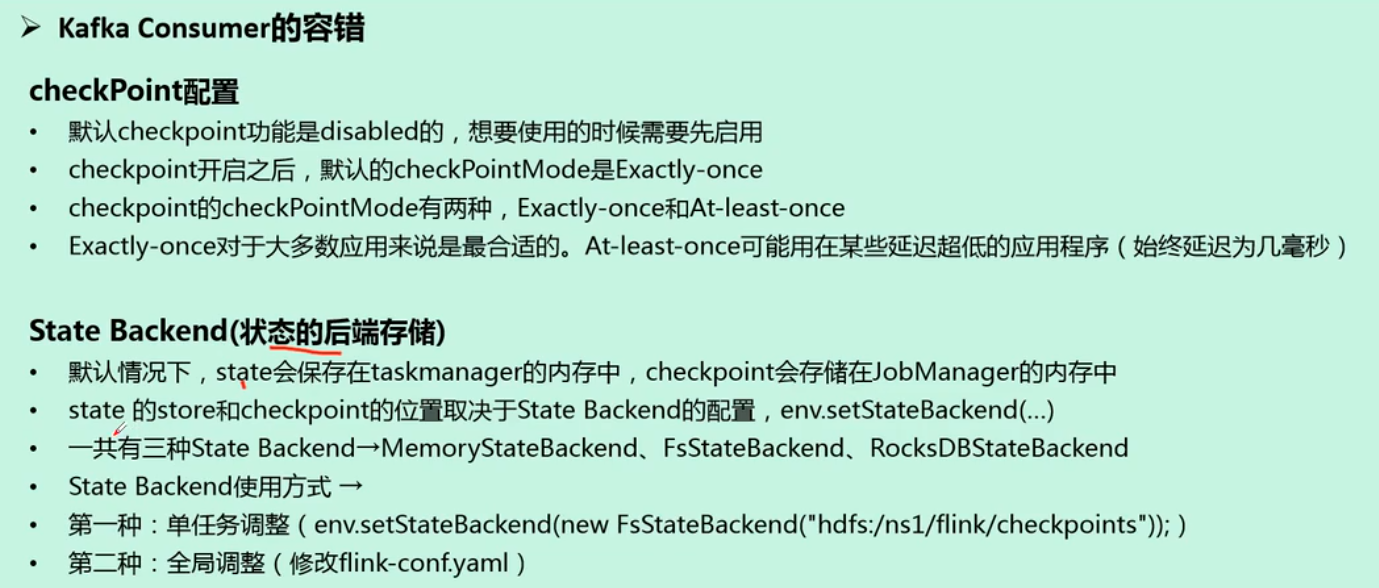 ➢ Kafka Consumer的容错
checkPoint配置
• 默认checkpoint功能是disabled的，想要使用的时候需要先启用
• checkpoint开启之后，默认的checkPointMode是Exactly-once
• checkpoint的checkPointMode有两种，Exactly-once和At-least-once
• Exactly-once对于大多数应用来说是最合适的。At-least-once可能用在某些延迟超低的应用程序（始终延迟为几毫秒）
State Backend(状态的后端存储)
• 默认情况下，state会保存在taskmanager的内存中，checkpoint会存储在JobManager的内存中
• state 的store和checkpoint的位置取决于State Backend的配置，env.setStateBackend(…)
• 一共有三种State Backend→MemoryStateBackend、FsStateBackend、RocksDBStateBackend
• State Backend使用方式 →
• 第一种：单任务调整（env.setStateBackend(new FsStateBackend("hdfs:/ns1/flink/checkpoints"));）
• 第二种：全局调整（修改flink-conf.yaml）